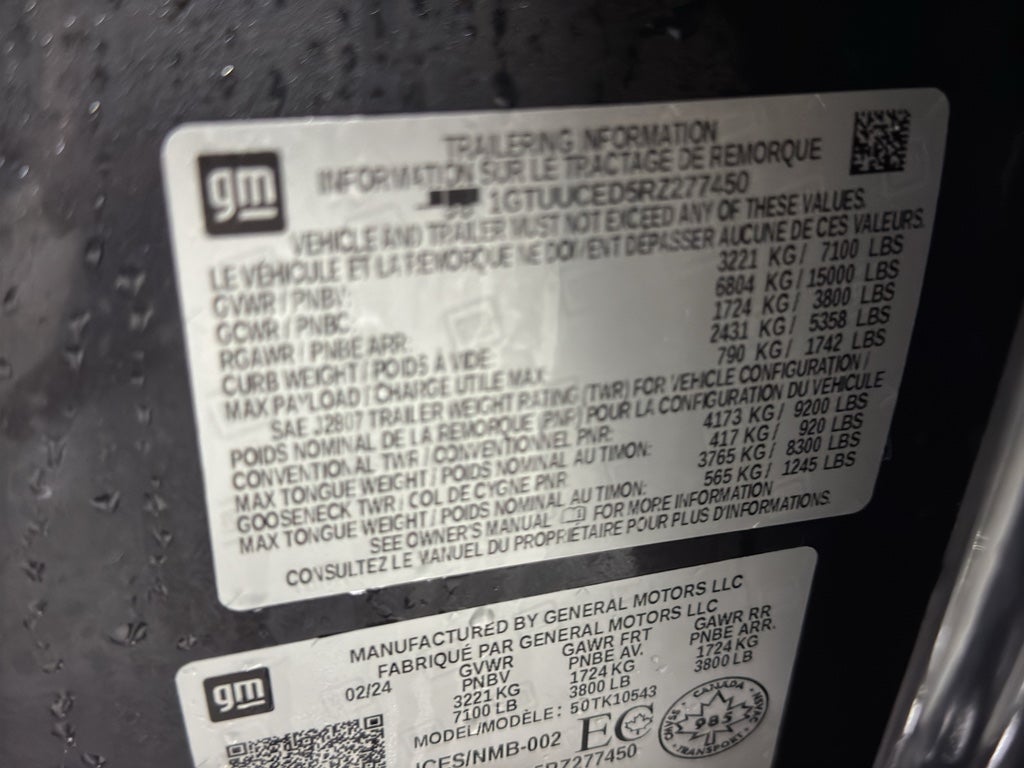 gm
TRAILERING INFORMATION
INFORMATION SUR LE TRACTAGE DE REMORQUE
1GTUUCED5RZ277450
VEHICLE AND TRAILER MUST NOT EXCEED ANY OF THESE VALUES.
LE VÉHICULE ET LA REMORQUE NE DOIVENT DÉPASSER AUCUNE DE CES VALEURS.
GVWR / PNBV: 3221 KG / 7100 LBS
GCWR / PNBC: 6804 KG / 15000 LBS
RGAWR / PNBE ARR: 1724 KG / 3800 LBS
CURB WEIGHT / POIDS À VIDE: 2431 KG / 5358 LBS
MAX PAYLOAD / CHARGE UTILE MAX: 790 KG / 1742 LBS
SAE J2807 TRAILER WEIGHT RATING (TWR) FOR VEHICLE CONFIGURATION /
POIDS NOMINAL DE LA REMORQUE (PNR) POUR LA CONFIGURATION DU VÉHICULE
CONVENTIONAL TWR / CONVENTIONNEL PNR: 4173 KG / 9200 LBS
MAX TONGUE WEIGHT / POIDS NOMINAL AU TIMON: 417 KG / 920 LBS
GOOSENECK TWR / COL DE CYGNE PNR 3765 KG / 8300 LBS
MAX TONGUE WEIGHT / POIDS NOMINAL AU TIMON: 565 KG / 1245 LBS
SEE OWNER'S MANUAL FOR MORE INFORMATION
CONSULTEZ LE MANUEL DU PROPRIÉTAIRE POUR PLUS D'INFORMATIONS.
gm
MANUFACTURED BY GENERAL MOTORS LLC
FABRIQUÉ PAR GENERAL MOTORS LLC
02/24 GVWR GAWR FRT GAWR RR
PNBV PNBE AV. PNBE ARR.
3221 KG 1724 KG 1724 KG
7100 LB 3800 LB 3800 LB
MODEL/MODÈLE: 50TK10543
ICES/NMB-002 EC
CANADA
985
TRANSPORT
5RZ277450